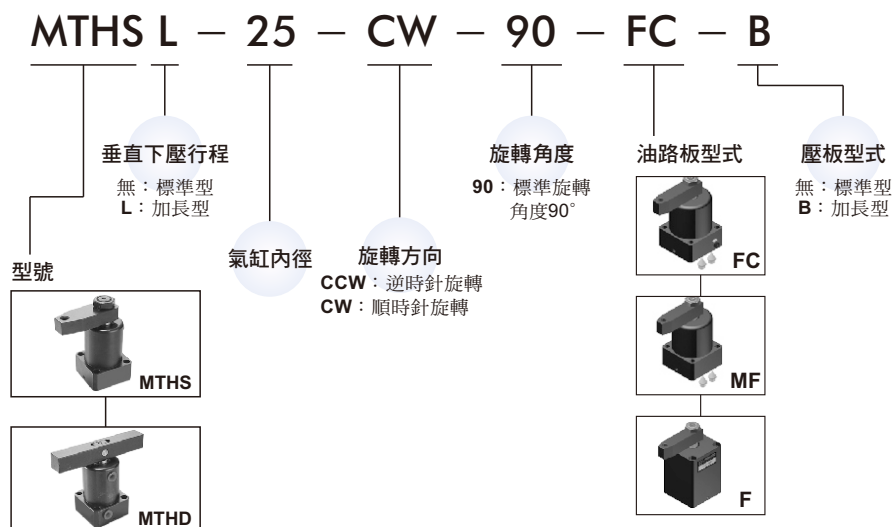 MTHS L – 25 – CW – 90 – FC – B
垂直下壓行程
無：標準型
L：加長型
旋轉角度
90：標準旋轉
角度90°
油路板型式
壓板型式
無：標準型
B：加長型
氣缸內徑
旋轉方向
CCW：逆時針旋轉
CW：順時針旋轉
型號
FC
MTHS
MF
MTHD
F